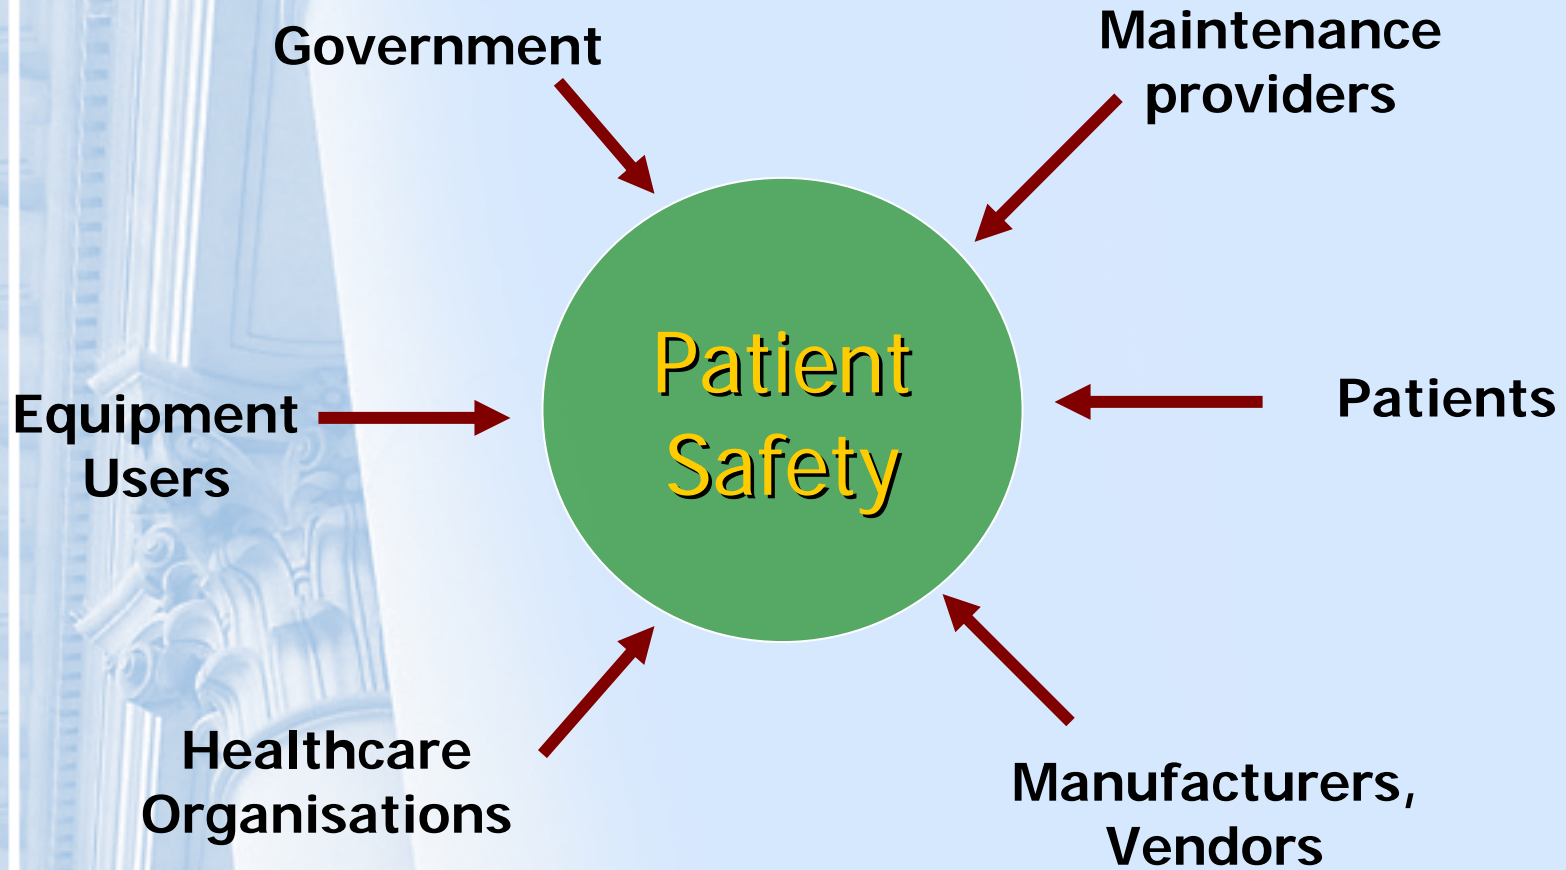 Government
Maintenance
providers
Patient
Safety
Equipment
Users
Patients
Healthcare
Organisations
Manufacturers,
Vendors